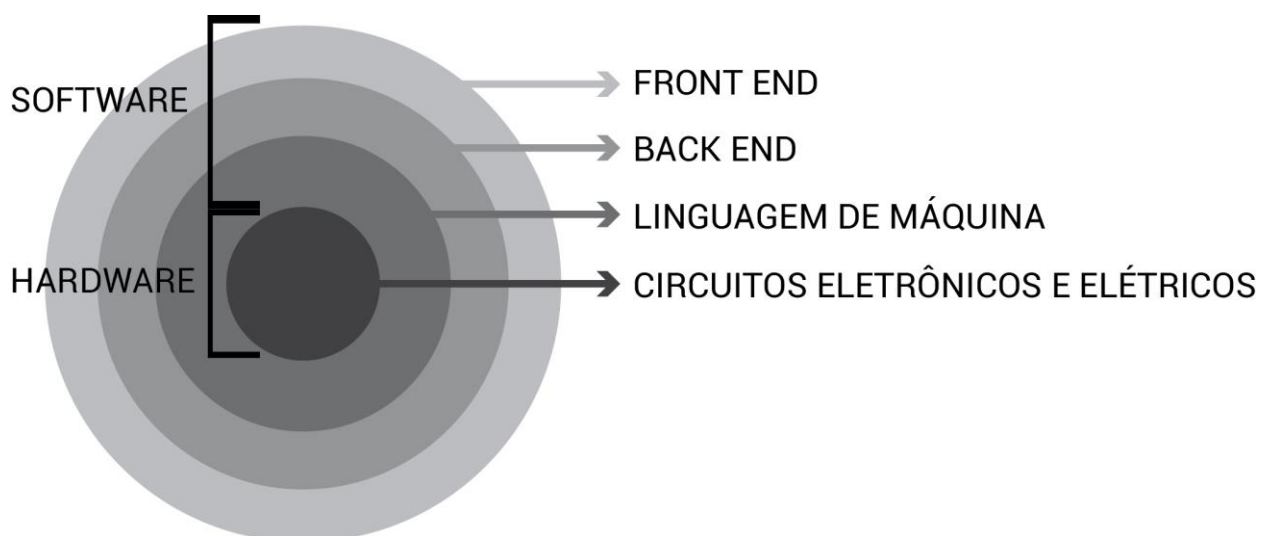 SOFTWARE
HARDWARE
FRONT END
BACK END
LINGUAGEM DE MÁQUINA
CIRCUITOS ELETRÔNICOS E ELÉTRICOS